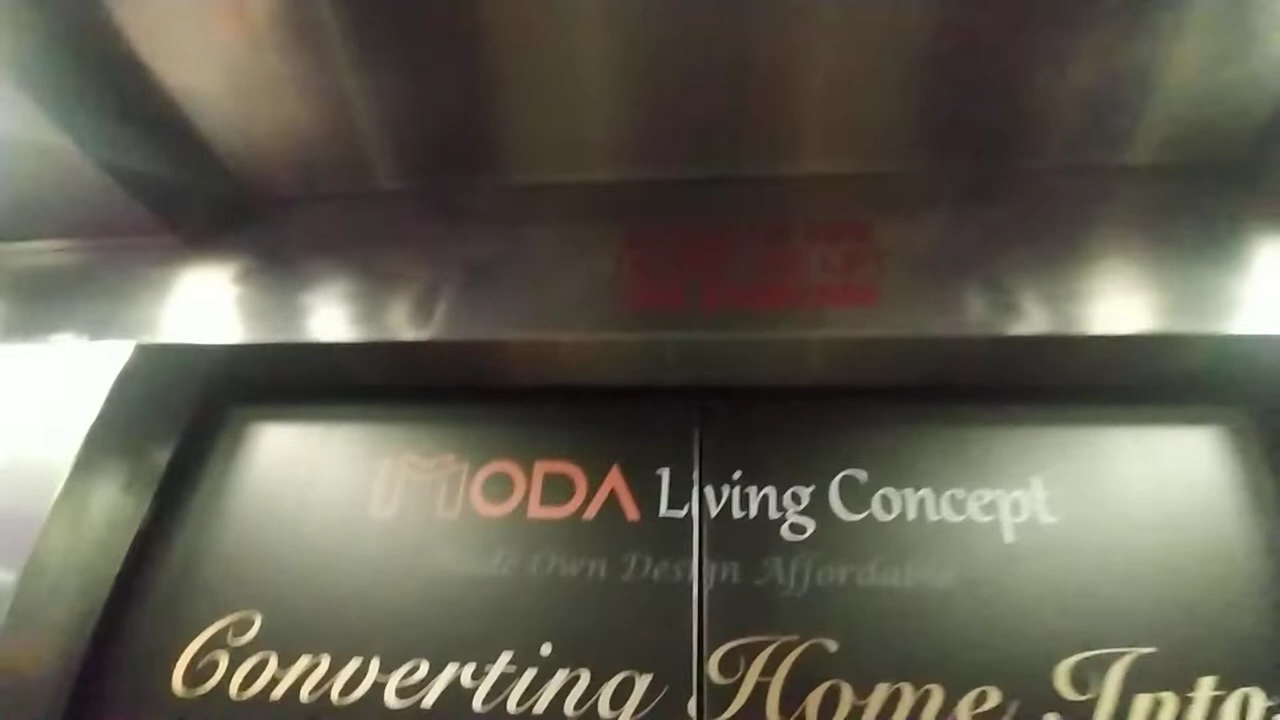 MODA Living Concept
Own Design Affordable
Converting Home Into